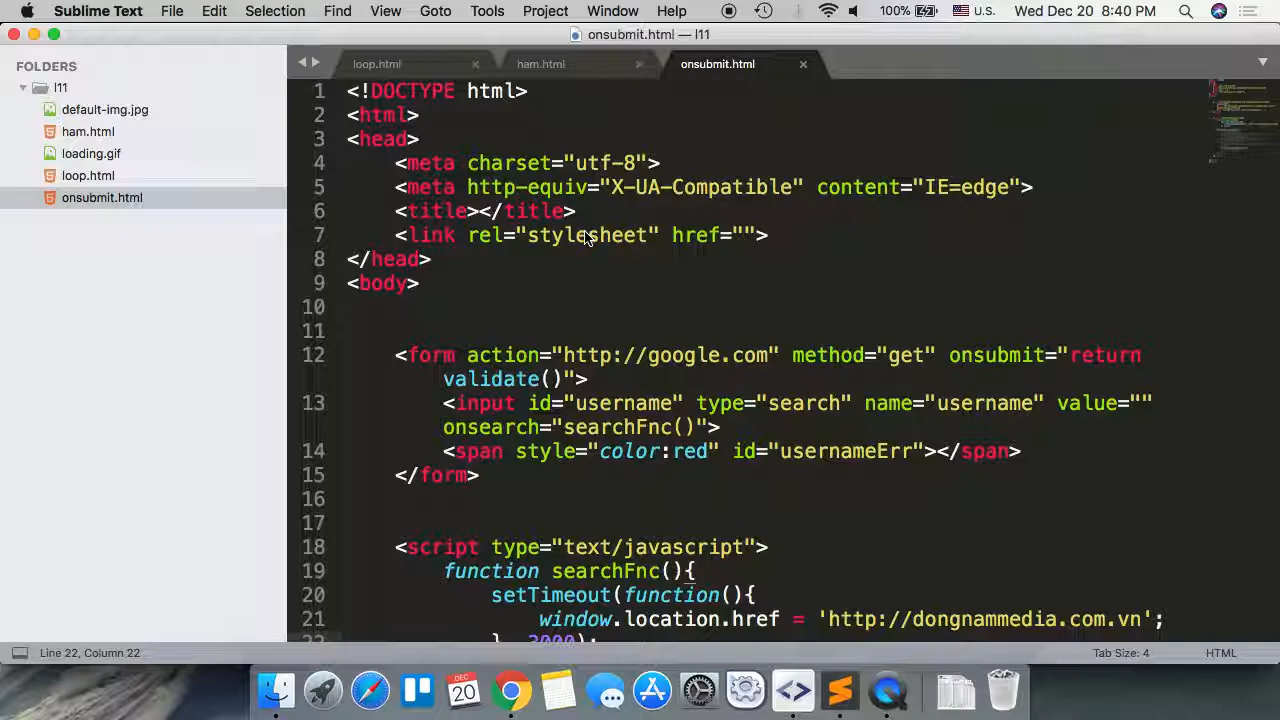 Sublime Text File Edit Selection Find View Goto Tools Project Window Help 100% U.S. Wed Dec 20 8:40 PM
onsubmit.html — l11
FOLDERS
l11
default-img.jpg
ham.html
loading.gif
loop.html
onsubmit.html
loop.html ham.html onsubmit.html
1 <!DOCTYPE html>
2 <html>
3 <head>
4 <meta charset="utf-8">
5 <meta http-equiv="X-UA-Compatible" content="IE=edge">
6 <title></title>
7 <link rel="stylesheet" href="">
8 </head>
9 <body>
10
11
12 <form action="http://google.com" method="get" onsubmit="return
validate()">
13 <input id="username" type="search" name="username" value=""
onsearch="searchFnc()">
14 <span style="color:red" id="usernameErr"></span>
15 </form>
16
17
18 <script type="text/javascript">
19 function searchFnc(){
20 setTimeout(function(){
21 window.location.href = 'http://dongnammedia.com.vn';
22 }, 3000);
Line 22, Column 22 Tab Size: 4 HTML
DEC
20